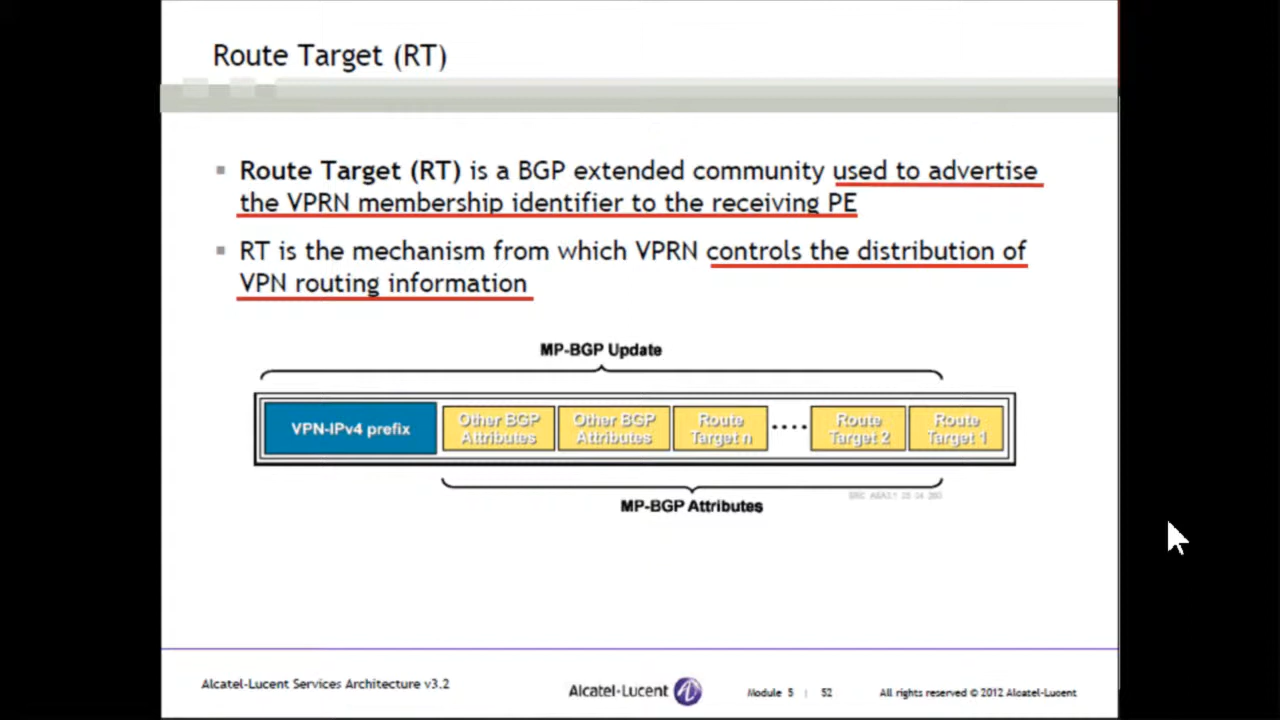 Route Target (RT)
Route Target (RT) is a BGP extended community used to advertise
the VPRN membership identifier to the receiving PE
RT is the mechanism from which VPRN controls the distribution of
VPN routing information
MP-BGP Update
VPN-IPv4 prefix
Other BGP
Attributes
Other BGP
Attributes
Route
Target n
....
Route
Target 2
Route
Target 1
MP-BGP Attributes
Alcatel-Lucent Services Architecture v3.2
Alcatel·Lucent
Module 5 | 52
All rights reserved © 2012 Alcatel-Lucent